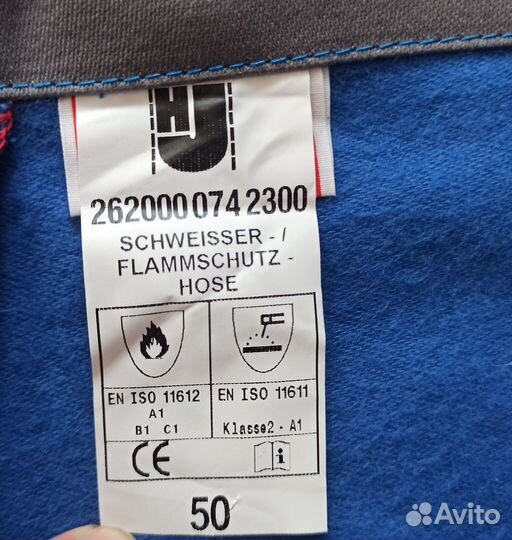 HJ
262000 074 2300
SCHWEISSER - /
FLAMMSCHUTZ -
HOSE
EN ISO 11612
A1
B1 C1
EN ISO 11611
Klasse2 - A1
CE
i
50
Avito